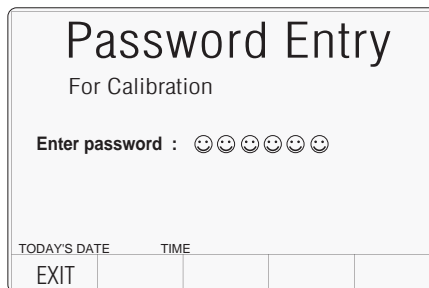 Password Entry
For Calibration
Enter password : ☺☺☺☺☺☺
TODAY'S DATE TIME
EXIT